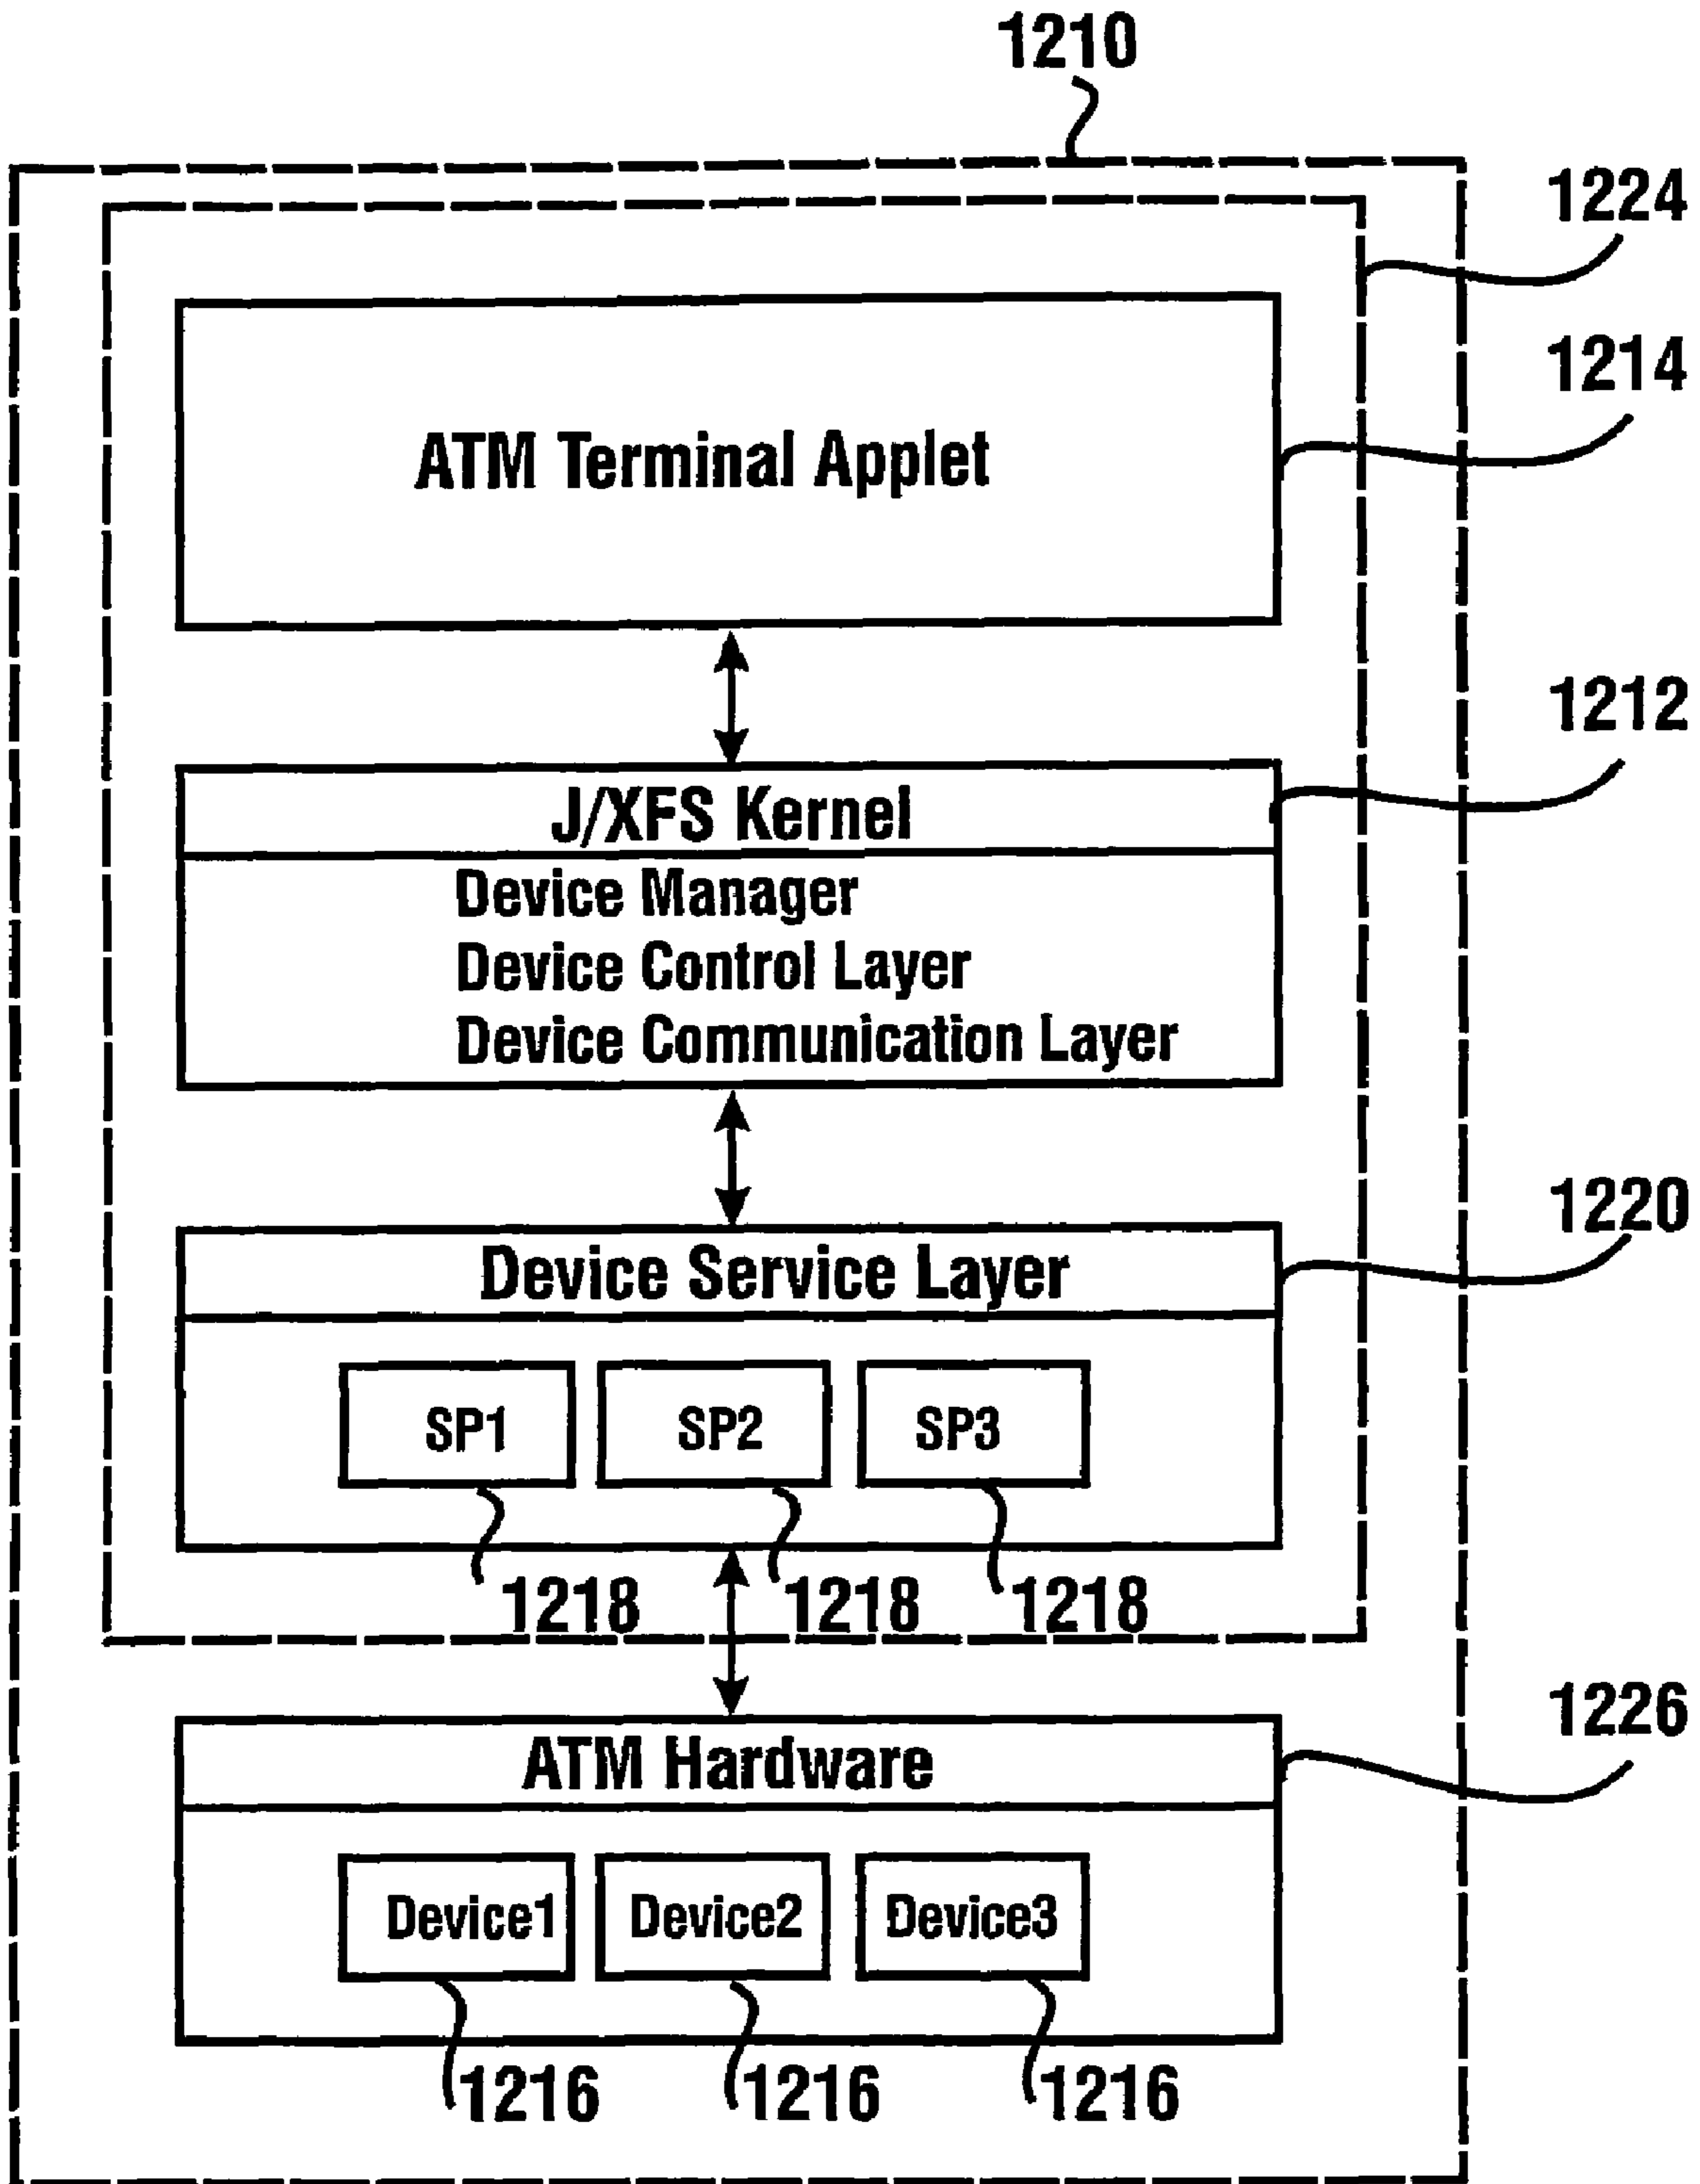 1210
1224
1214
ATM Terminal Applet
1212
J/XFS Kernel
Device Manager
Device Control Layer
Device Communication Layer
1220
Device Service Layer
SP1 SP2 SP3
1218 1218 1218
1226
ATM Hardware
Device1 Device2 Device3
1216 1216 1216